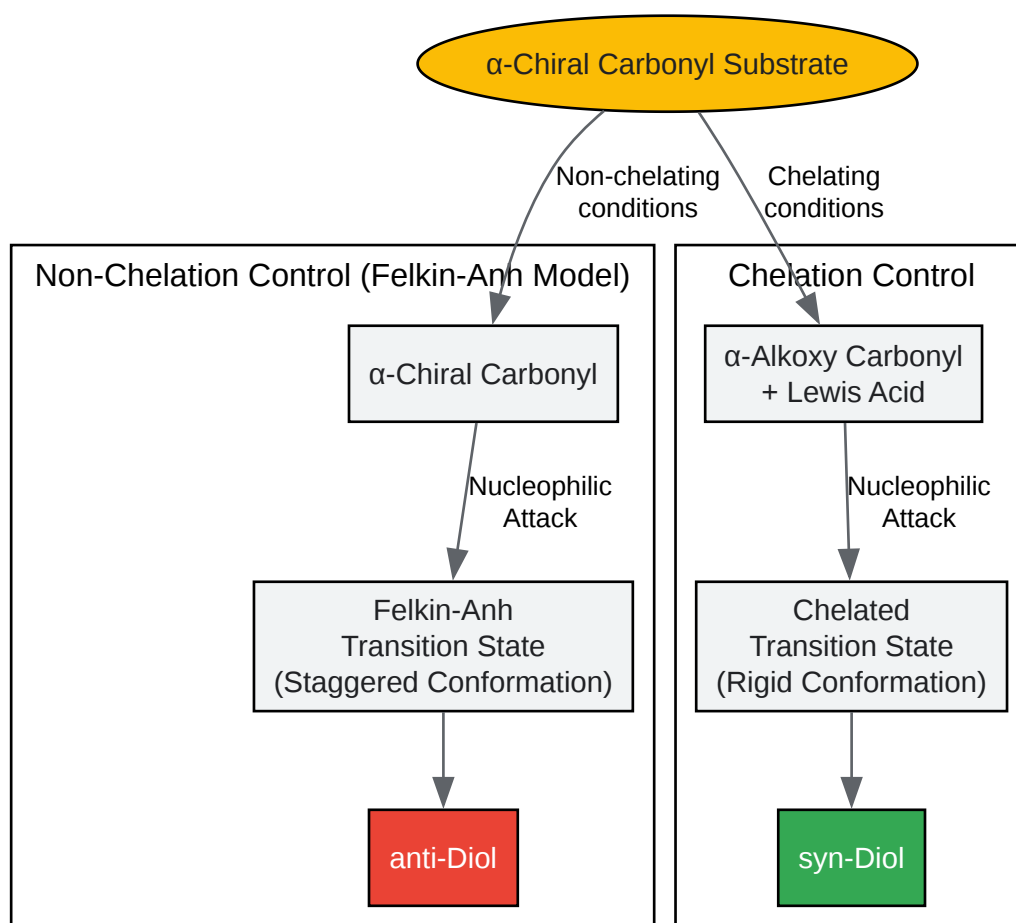 α-Chiral Carbonyl Substrate
Non-chelating
conditions
Chelating
conditions
Non-Chelation Control (Felkin-Anh Model)
α-Chiral Carbonyl
Nucleophilic
Attack
Felkin-Anh
Transition State
(Staggered Conformation)
anti-Diol
Chelation Control
α-Alkoxy Carbonyl
+ Lewis Acid
Nucleophilic
Attack
Chelated
Transition State
(Rigid Conformation)
syn-Diol